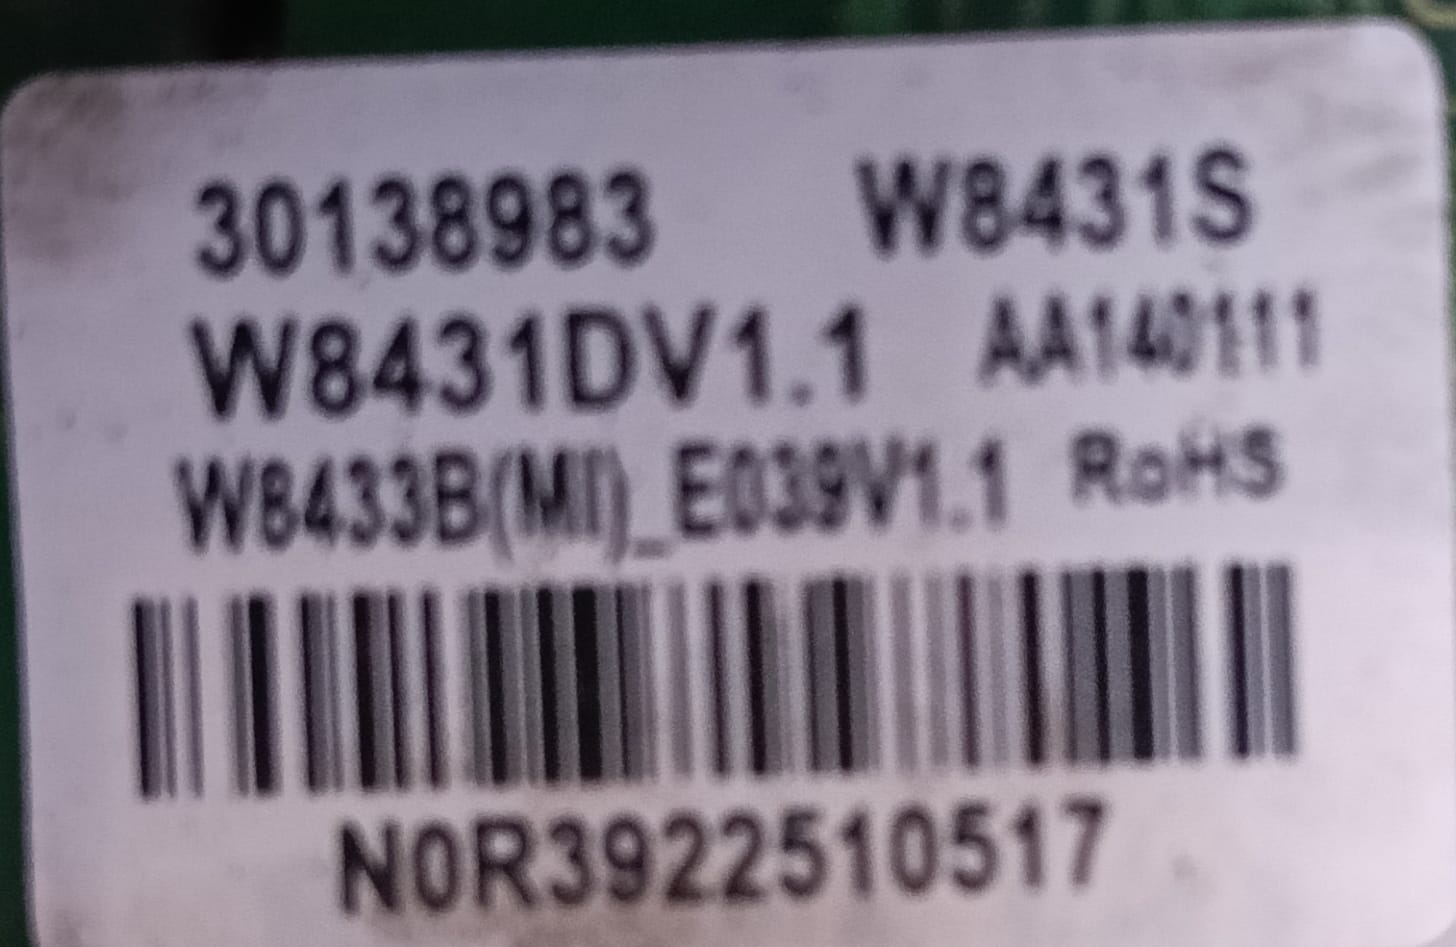 30138983 W8431S
W8431DV1.1 AA140111
W8433B(MI)_E039V1.1 RoHS
N0R3922510517